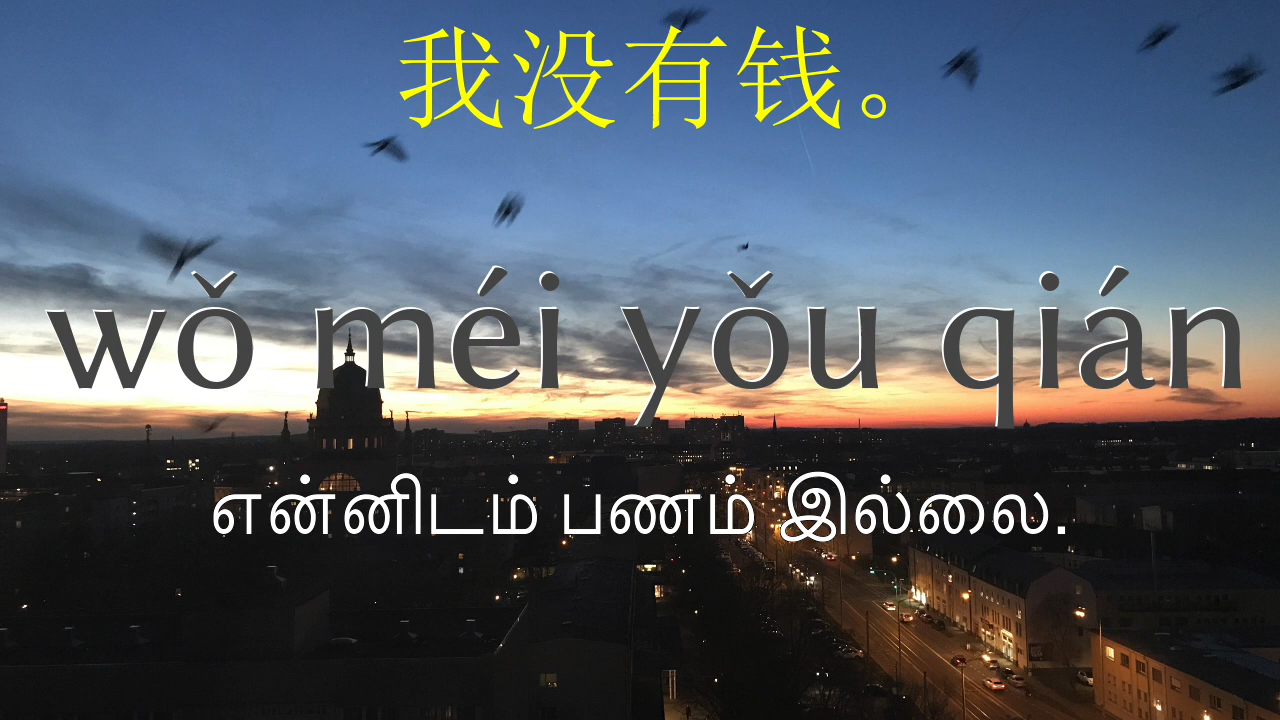 我没有钱。
wǒ méi yǒu qián
என்னிடம் பணம் இல்லை.